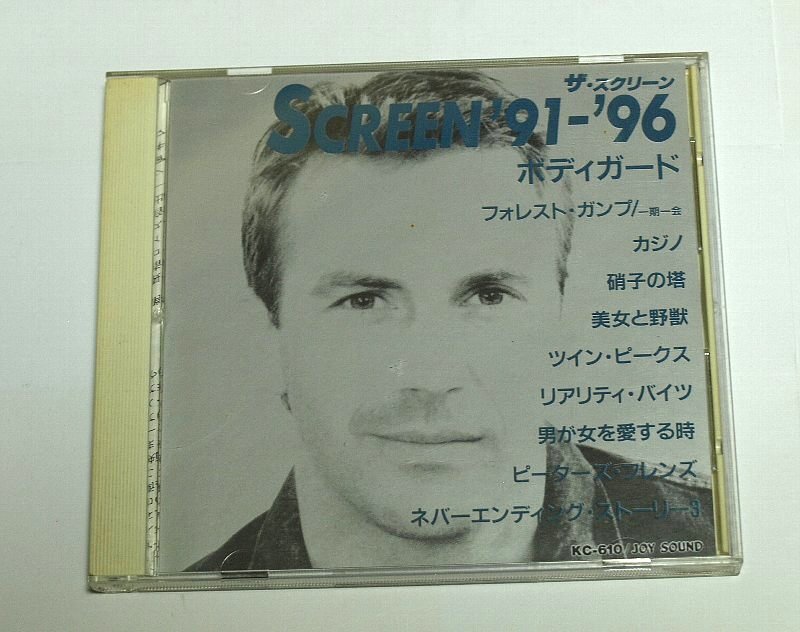 ザ・スクリーン
SCREEN '91-'96
ボディガード
フォレスト・ガンプ/一期一会
カジノ
硝子の塔
美女と野獣
ツイン・ピークス
リアリティ・バイツ
男が女を愛する時
ピーターズ・フレンズ
ネバーエンディング・ストーリー3
KC-610/JOY SOUND